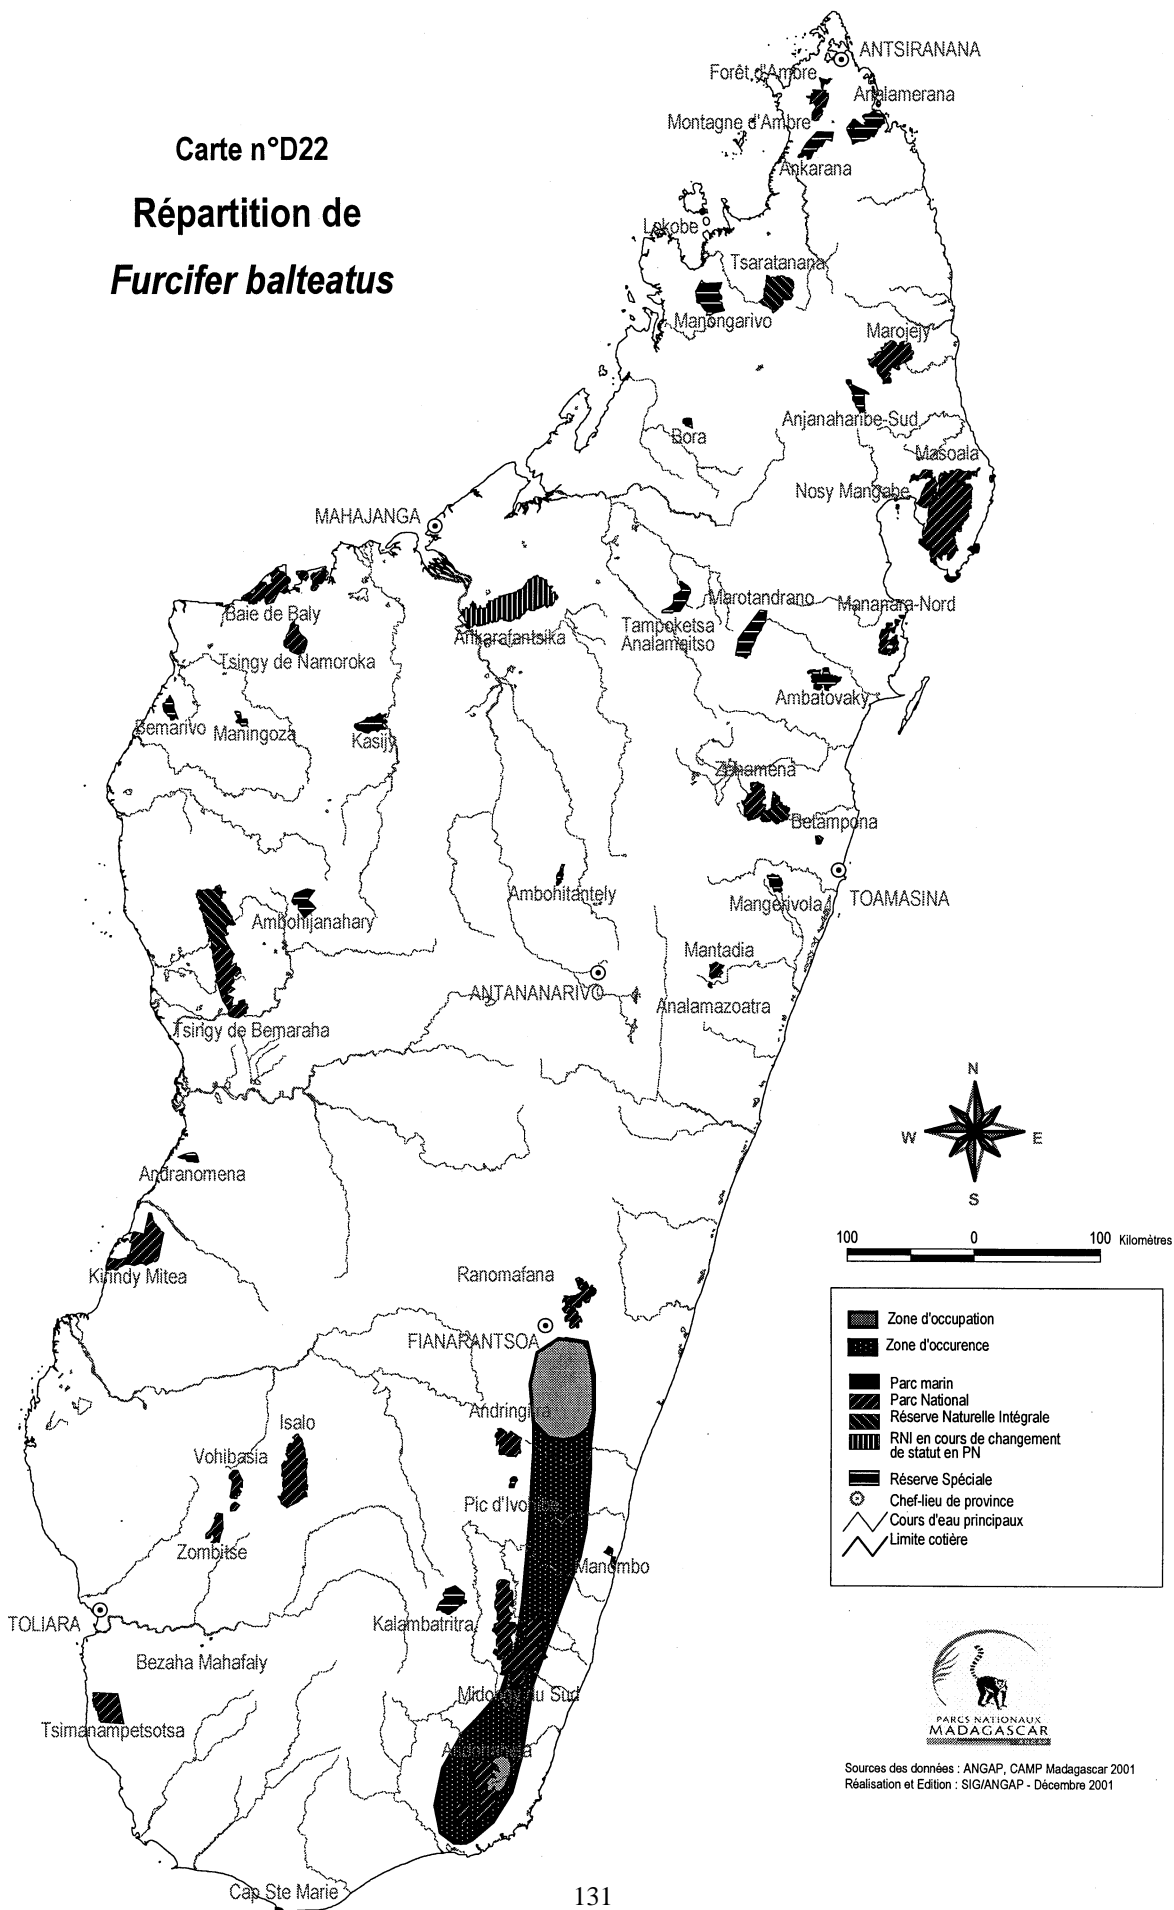 Carte n°D22
Répartition de
Furcifer balteatus
ANTSIRANANA
Forêt d'Ambre
Analamerana
Montagne d'Ambre
Ankarana
Lokobe
Tsaratanana
Manongarivo
Marojejy
Anjanaharibe-Sud
Bora
Masoala
Nosy Mangabe
MAHAJANGA
Baie de Baly
Ankarafantsika
Marotandrano
Mananara-Nord
Tampoketsa
Analamaitso
Tsingy de Namoroka
Ambatovaky
Bemarivo
Maningoza
Kasijy
Zahamena
Betampona
Ambohitantely
Mangerivola
TOAMASINA
Ambohijanahary
Mantadia
ANTANANARIVO
Analamazoatra
Tsingy de Bemaraha
N
W
E
S
Andranomena
100
0
100
Kilomètres
Kirindy Mitea
Ranomafana
FIANARANTSOA
Zone d'occupation
Zone d'occurence
Parc marin
Parc National
Réserve Naturelle Intégrale
RNI en cours de changement
de statut en PN
Réserve Spéciale
Chef-lieu de province
Cours d'eau principaux
Limite cotière
Andringitra
Isalo
Vohibasia
Pic d'Ivohibe
Zombitse
Manombo
TOLIARA
Kalambatritra
Bezaha Mahafaly
Midongy du Sud
Tsimanampetsotsa
Andohahela
PARCS NATIONAUX
MADAGASCAR
ANGAP
Sources des données : ANGAP, CAMP Madagascar 2001
Réalisation et Edition : SIG/ANGAP - Décembre 2001
Cap Ste Marie
131